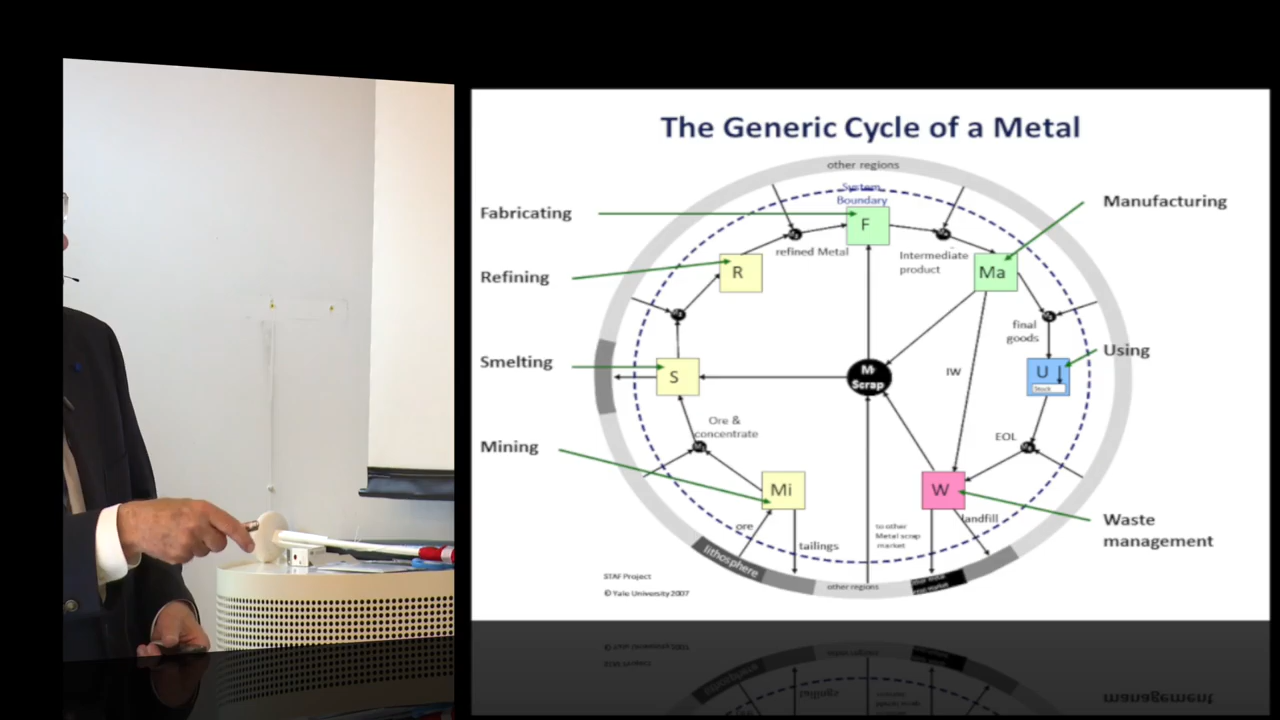 The Generic Cycle of a Metal
other regions
System
Boundary
Fabricating
F
Manufacturing
refined Metal
Intermediate
product
Refining
R
Ma
final
goods
Using
Smelting
S
M
Scrap
IW
U
Stock
Ore &
concentrate
EOL
Mining
Mi
W
ore
tailings
to other
Metal scrap
market
landfill
Waste
management
lithosphere
other regions
STAF Project
© Yale University 2007